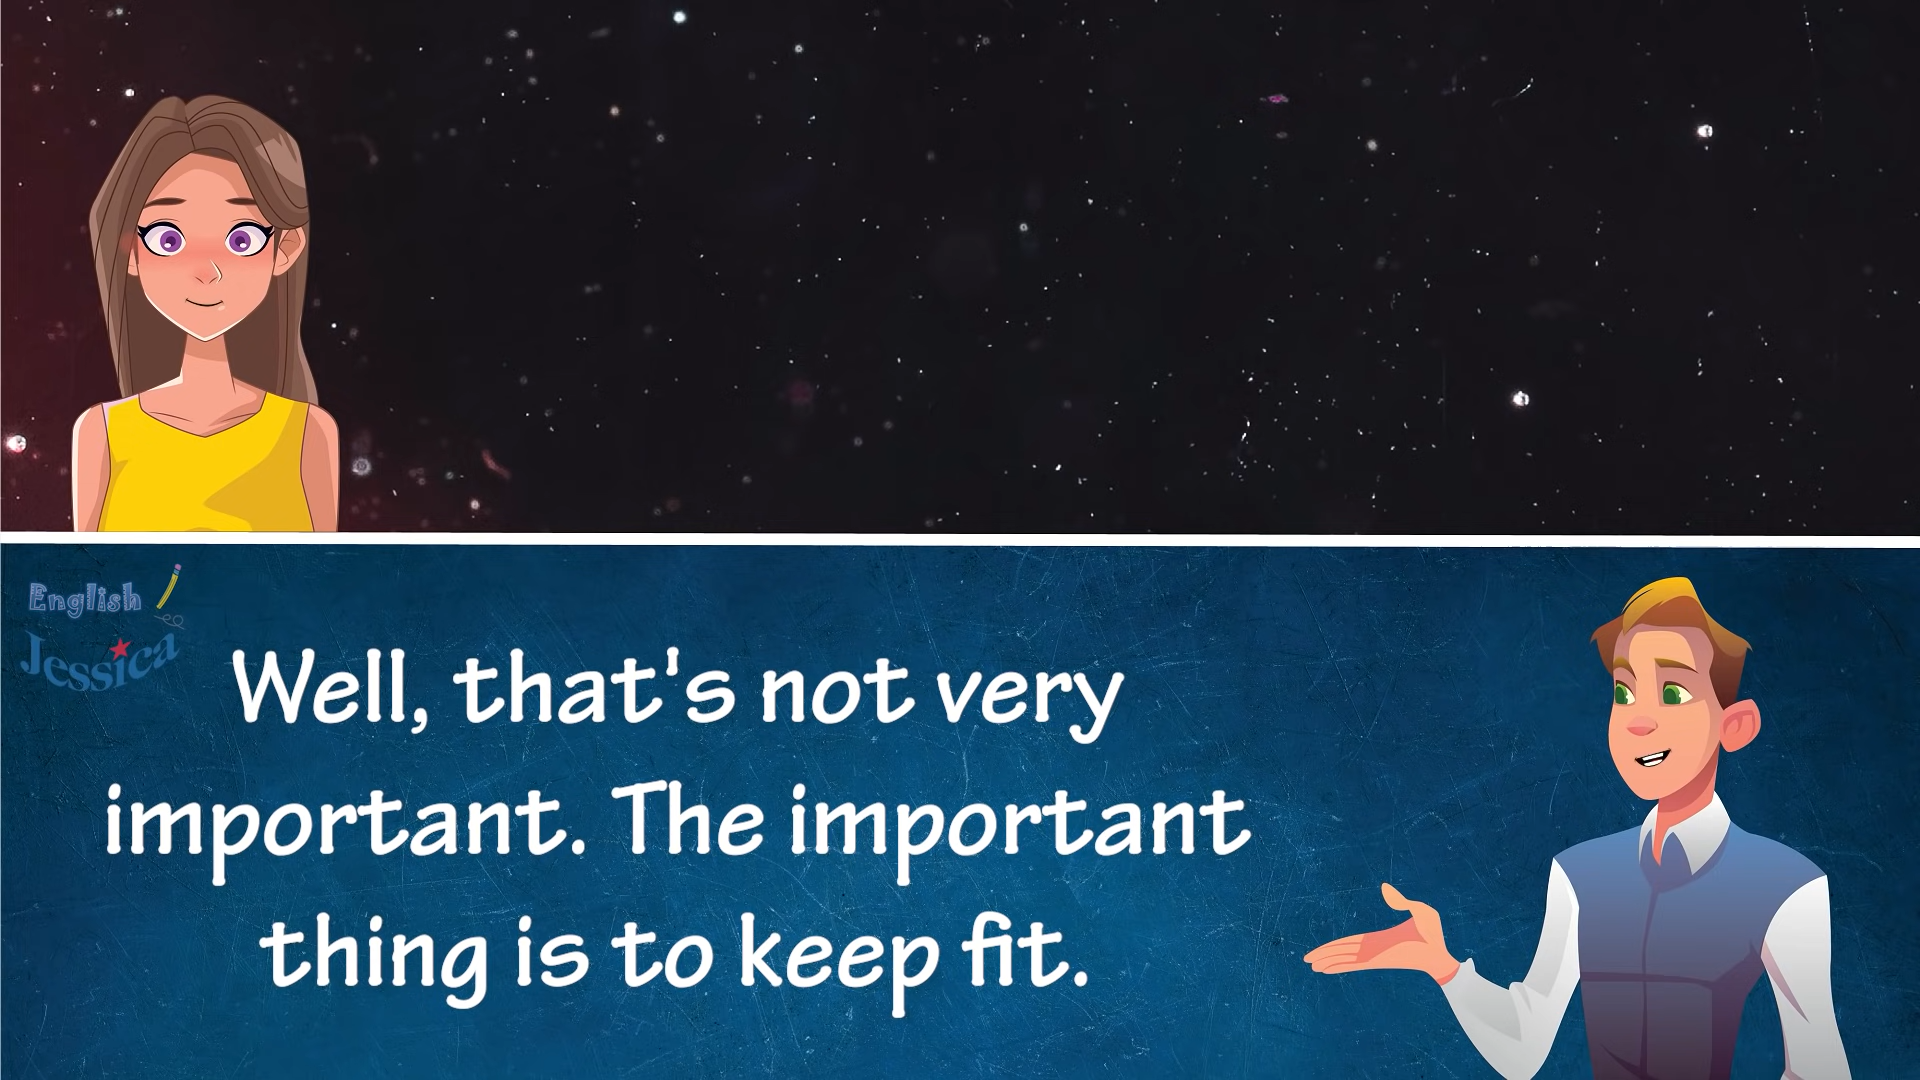 English
Jessica
Well, that's not very
important. The important
thing is to keep fit.